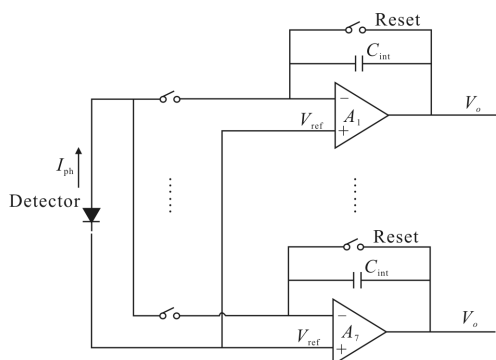 Reset
C_int
−
V_ref
A_1
+
V_o
I_ph
Detector
Reset
C_int
−
V_ref
A_7
+
V_o